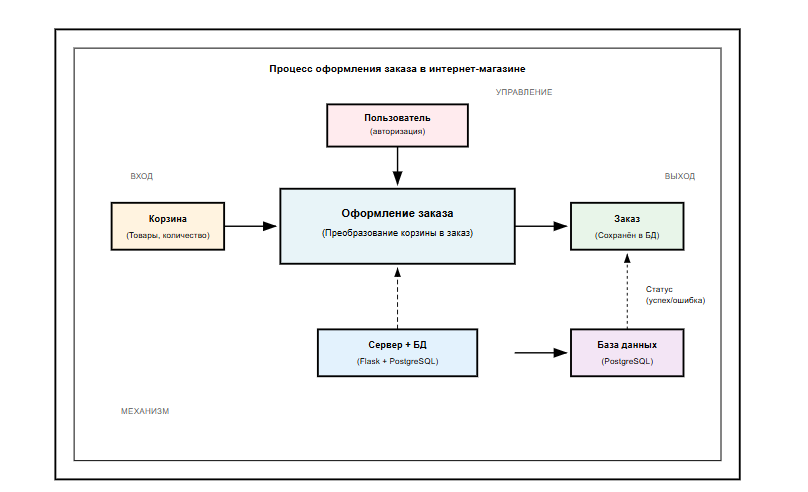 Процесс оформления заказа в интернет-магазине
УПРАВЛЕНИЕ
Пользователь
(авторизация)
ВХОД
ВЫХОД
Корзина
(Товары, количество)
Оформление заказа
(Преобразование корзины в заказ)
Заказ
(Сохранён в БД)
Статус
(успех/ошибка)
Сервер + БД
(Flask + PostgreSQL)
База данных
(PostgreSQL)
МЕХАНИЗМ